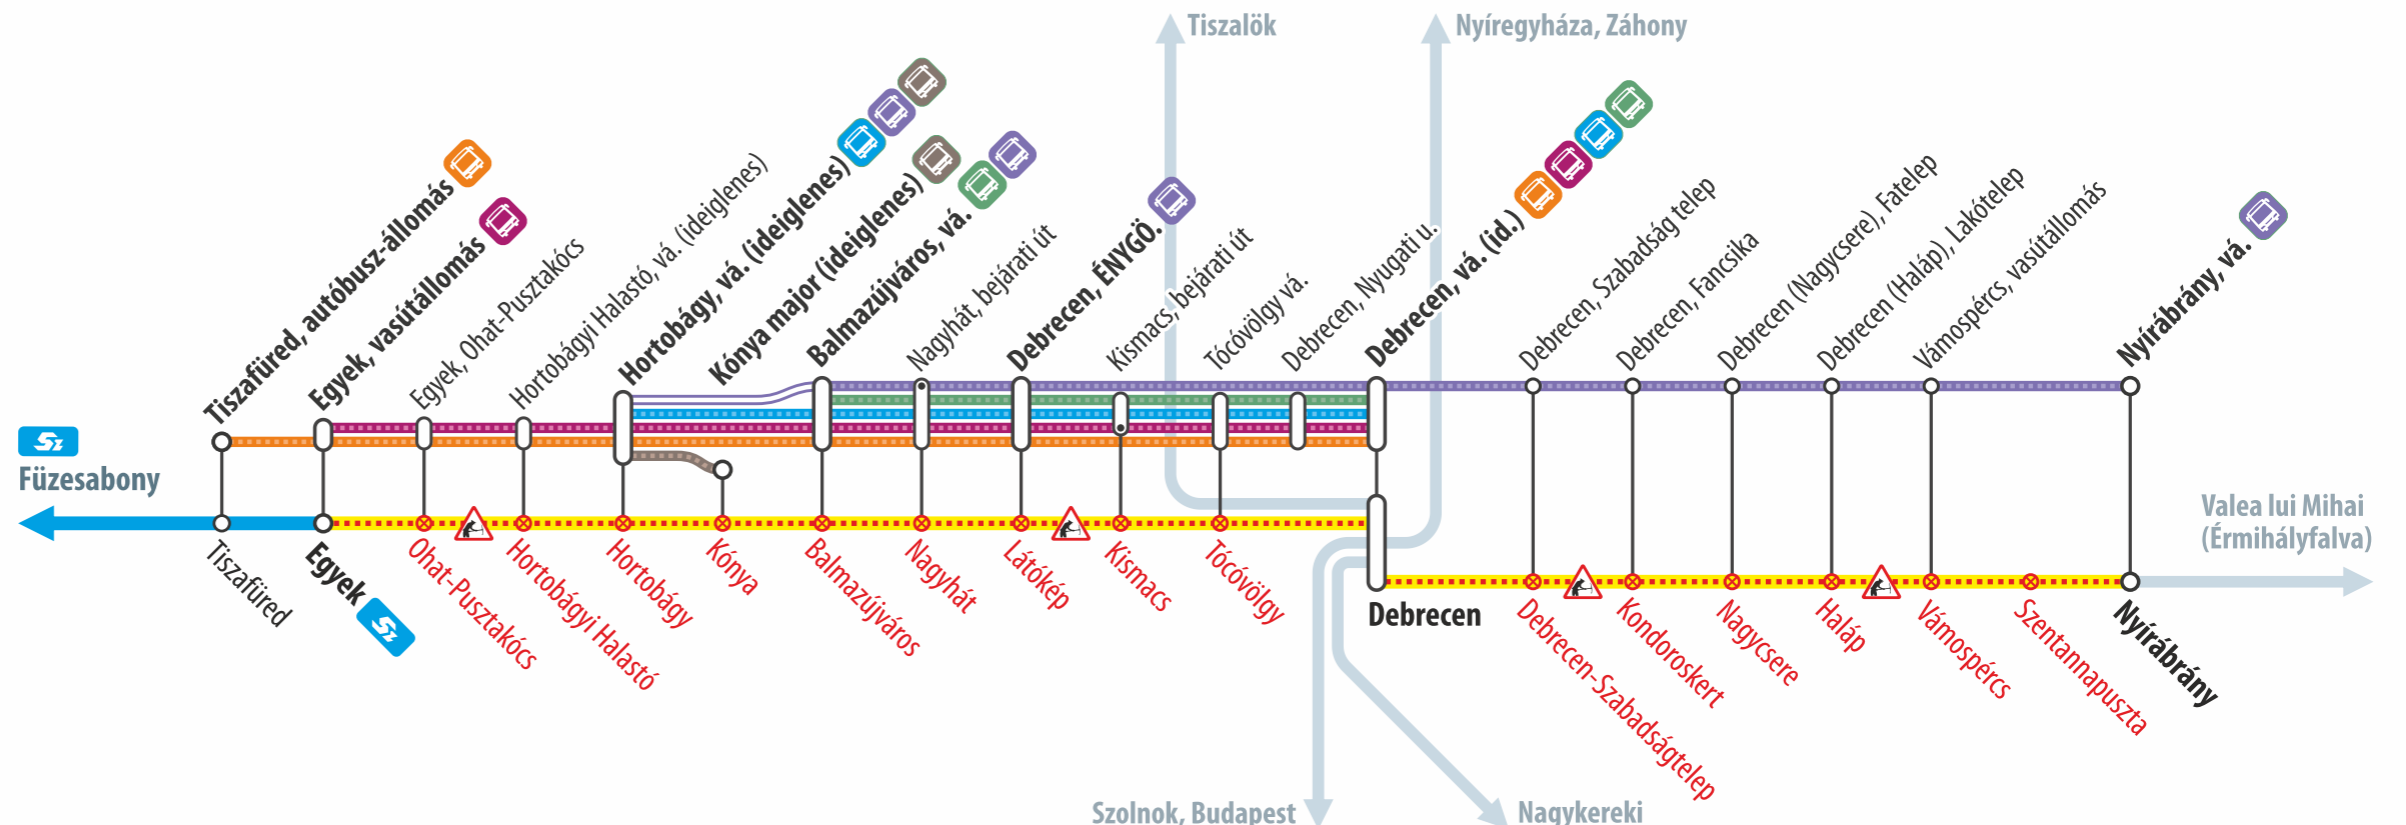 Tiszalök
Nyíregyháza, Záhony
Tiszafüred, autóbusz-állomás
Egyek, vasútállomás
Egyek, Ohat-Pusztakócs
Hortobágyi Halastó, vá. (ideiglenes)
Hortobágy, vá. (ideiglenes)
Kónya major (ideiglenes)
Balmazújváros, vá.
Nagyhát, bejárati út
Debrecen, ÉNYGÖ.
Kismacs, bejárati út
Tócóvölgy vá.
Debrecen, Nyugati u.
Debrecen, vá. (id.)
Debrecen, Szabadság telep
Debrecen, Fancsika
Debrecen (Nagycsere), Fatelep
Debrecen (Haláp), Lakótelep
Vámospércs, vasútállomás
Nyírábrány, vá.
Sz
Füzesabony
Valea lui Mihai
(Érmihályfalva)
Tiszafüred
Egyek Sz
Ohat-Pusztakócs
Hortobágyi Halastó
Hortobágy
Kónya
Balmazújváros
Nagyhát
Látókép
Kismacs
Tócóvölgy
Debrecen
Debrecen-Szabadságtelep
Kondoroskert
Nagycsere
Haláp
Vámospércs
Szentannapuszta
Nyírábrány
Szolnok, Budapest
Nagykereki